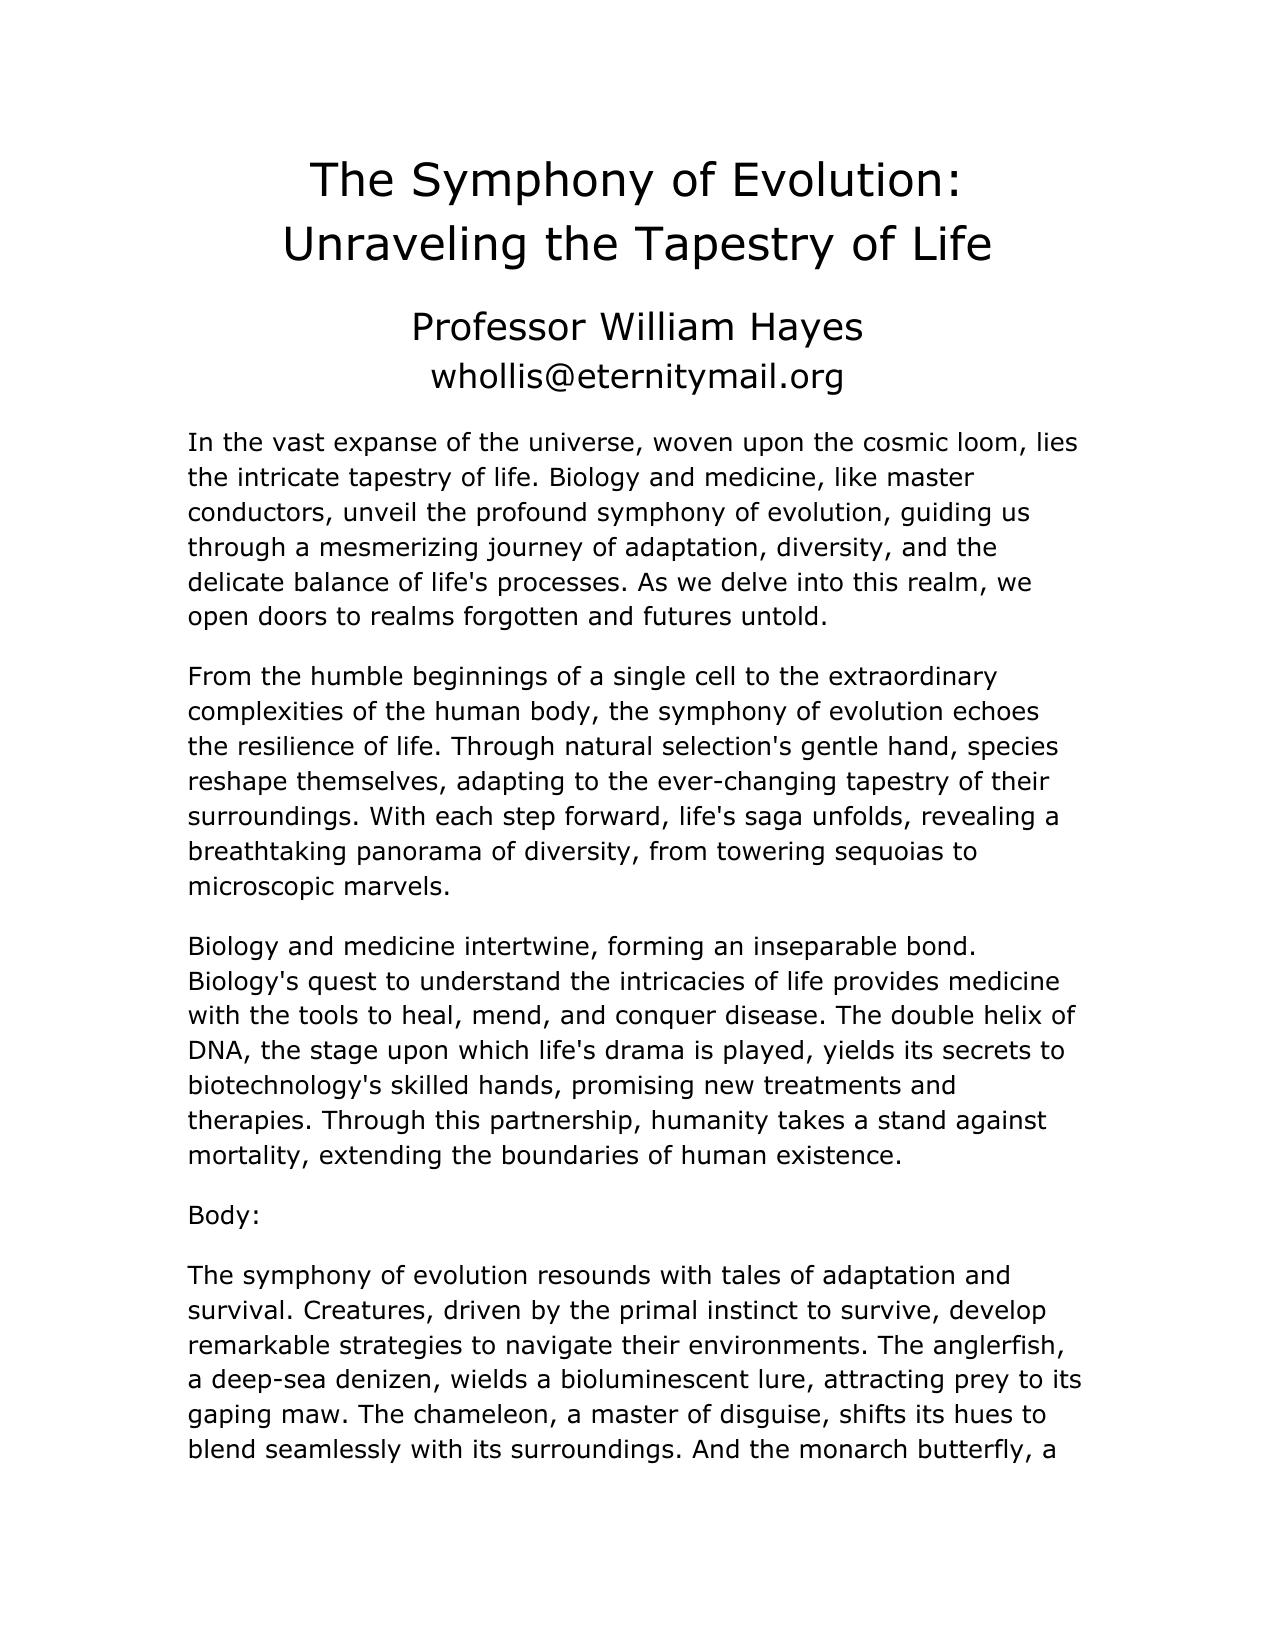 The Symphony of Evolution:
Unraveling the Tapestry of Life
Professor William Hayes
whollis@eternitymail.org
In the vast expanse of the universe, woven upon the cosmic loom, lies
the intricate tapestry of life. Biology and medicine, like master
conductors, unveil the profound symphony of evolution, guiding us
through a mesmerizing journey of adaptation, diversity, and the
delicate balance of life's processes. As we delve into this realm, we
open doors to realms forgotten and futures untold.
From the humble beginnings of a single cell to the extraordinary
complexities of the human body, the symphony of evolution echoes
the resilience of life. Through natural selection's gentle hand, species
reshape themselves, adapting to the ever-changing tapestry of their
surroundings. With each step forward, life's saga unfolds, revealing a
breathtaking panorama of diversity, from towering sequoias to
microscopic marvels.
Biology and medicine intertwine, forming an inseparable bond.
Biology's quest to understand the intricacies of life provides medicine
with the tools to heal, mend, and conquer disease. The double helix of
DNA, the stage upon which life's drama is played, yields its secrets to
biotechnology's skilled hands, promising new treatments and
therapies. Through this partnership, humanity takes a stand against
mortality, extending the boundaries of human existence.
Body:
The symphony of evolution resounds with tales of adaptation and
survival. Creatures, driven by the primal instinct to survive, develop
remarkable strategies to navigate their environments. The anglerfish,
a deep-sea denizen, wields a bioluminescent lure, attracting prey to its
gaping maw. The chameleon, a master of disguise, shifts its hues to
blend seamlessly with its surroundings. And the monarch butterfly, a